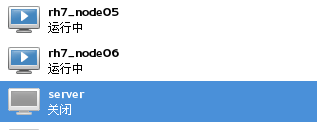 rh7_node05
运行中
rh7_node06
运行中
server
关闭